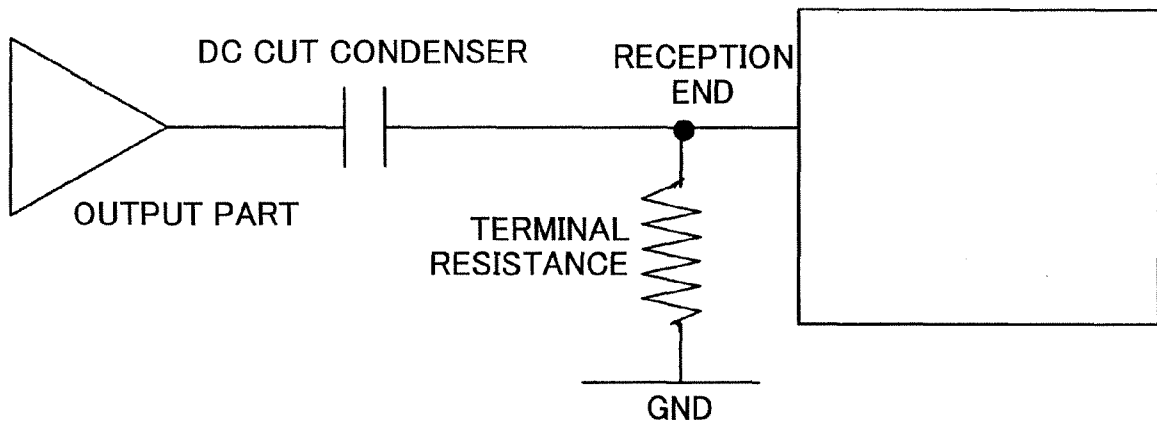 DC CUT CONDENSER
RECEPTION
END
OUTPUT PART
TERMINAL
RESISTANCE
GND